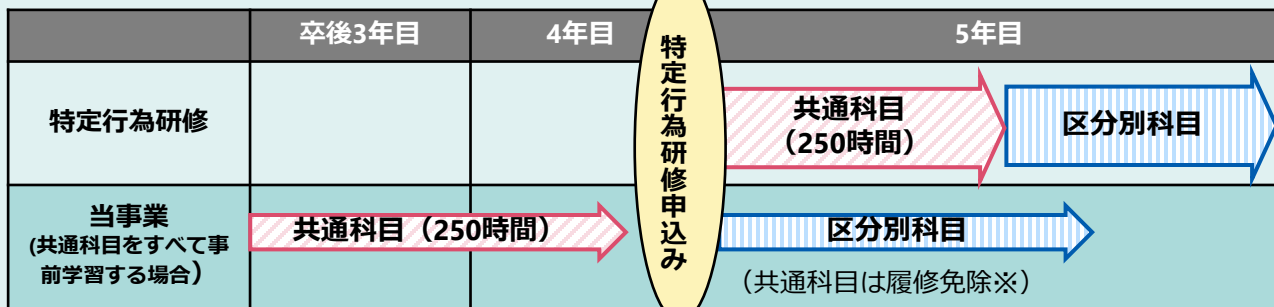 卒後3年目
4年目
5年目
特定行為研修申込み
特定行為研修
共通科目
（250時間）
区分別科目
当事業
(共通科目をすべて事
前学習する場合）
共通科目（250時間）
区分別科目
（共通科目は履修免除※）